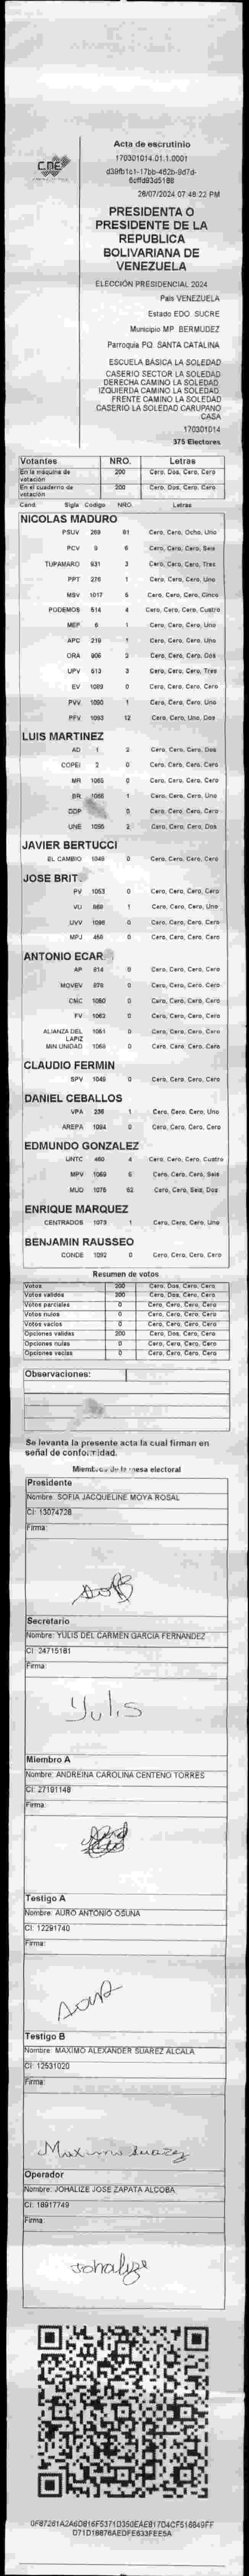 CNE
Acta de escrutinio
170301014.01.1.0001
28/07/2024 07:48:22 PM
PRESIDENTA O
PRESIDENTE DE LA
REPUBLICA
BOLIVARIANA DE
VENEZUELA
ELECCIÓN PRESIDENCIAL 2024
País VENEZUELA
Estado EDO. SUCRE
Municipio MP. BERMUDEZ
Parroquia PQ. SANTA CATALINA
ESCUELA BÁSICA LA SOLEDAD
CASERIO SECTOR LA SOLEDAD
DERECHA CAMINO LA SOLEDAD.
IZQUIERDA CAMINO LA SOLEDAD.
FRENTE CAMINO LA SOLEDAD
CASERIO LA SOLEDAD CARUPANO
CASA
170301014
375 Electores
Votantes NRO. Letras
En la máquina de votación 200 Cero, Dos, Cero, Cero
En el cuaderno de votación 200 Cero, Dos, Cero, Cero
Cand. Sigla Código NRO. Letras
NICOLAS MADURO
PSUV 269 81 Cero, Cero, Ocho, Uno
PCV 9 6 Cero, Cero, Cero, Seis
TUPAMARO 931 3 Cero, Cero, Cero, Tres
PPT 276 1 Cero, Cero, Cero, Uno
MSV 1017 5 Cero, Cero, Cero, Cinco
PODEMOS 514 4 Cero, Cero, Cero, Cuatro
MEP 6 1 Cero, Cero, Cero, Uno
APC 219 1 Cero, Cero, Cero, Uno
ORA 906 2 Cero, Cero, Cero, Dos
UPV 613 3 Cero, Cero, Cero, Tres
EV 1089 0 Cero, Cero, Cero, Cero
PVV 1090 1 Cero, Cero, Cero, Uno
PFV 1093 12 Cero, Cero, Uno, Dos
LUIS MARTINEZ
AD 1 2 Cero, Cero, Cero, Dos
COPEI 2 0 Cero, Cero, Cero, Cero
MR 1065 0 Cero, Cero, Cero, Cero
BR 1 Cero, Cero, Cero, Uno
DDP 0 Cero, Cero, Cero, Cero
UNE 1095 2 Cero, Cero, Cero, Dos
JAVIER BERTUCCI
EL CAMBIO 1048 0 Cero, Cero, Cero, Cero
JOSE BRIT
PV 1053 0 Cero, Cero, Cero, Cero
VU 969 1 Cero, Cero, Cero, Uno
UVV 1096 0 Cero, Cero, Cero, Cero
MPJ 456 0 Cero, Cero, Cero, Cero
ANTONIO ECAR
AP 914 0 Cero, Cero, Cero, Cero
MOVEV 978 0 Cero, Cero, Cero, Cero
CMC 1050 0 Cero, Cero, Cero, Cero
FV 1062 0 Cero, Cero, Cero, Cero
ALIANZA DEL LAPIZ 1051 0 Cero, Cero, Cero, Cero
MIN UNIDAD 1068 0 Cero, Cero, Cero, Cero
CLAUDIO FERMIN
SPV 1049 0 Cero, Cero, Cero, Cero
DANIEL CEBALLOS
VPA 238 1 Cero, Cero, Cero, Uno
AREPA 1094 0 Cero, Cero, Cero, Cero
EDMUNDO GONZALEZ
UNTC 460 4 Cero, Cero, Cero, Cuatro
MPV 1069 6 Cero, Cero, Cero, Seis
MUD 1075 62 Cero, Cero, Seis, Dos
ENRIQUE MARQUEZ
CENTRADOS 1073 1 Cero, Cero, Cero, Uno
BENJAMIN RAUSSEO
CONDE 1092 0 Cero, Cero, Cero, Cero
Resumen de votos
Votos 200 Cero, Dos, Cero, Cero
Votos validos 200 Cero, Dos, Cero, Cero
Votos parciales 0 Cero, Cero, Cero, Cero
Votos nulos 0 Cero, Cero, Cero, Cero
Votos vacíos 0 Cero, Cero, Cero, Cero
Opciones validas 200 Cero, Dos, Cero, Cero
Opciones nulas 0 Cero, Cero, Cero, Cero
Opciones vacías 0 Cero, Cero, Cero, Cero
Observaciones:
Se levanta la presente acta la cual firman en
señal de conformidad.
Miembros de la mesa electoral
Presidente
Nombre: SOFIA JACQUELINE MOYA ROSAL
CI: 13074728
Firma:
Secretario
Nombre: YULIS DEL CARMEN GARCIA FERNANDEZ
CI: 24715181
Firma:
Yulis
Miembro A
Nombre: ANDREINA CAROLINA CENTENO TORRES
CI: 27191148
Firma:
Testigo A
Nombre: AURO ANTONIO OSUNA
CI: 12291740
Firma:
Testigo B
Nombre: MAXIMO ALEXANDER SUAREZ ALCALA
CI: 12531020
Firma:
Maximo Suarez
Operador
Nombre: JOHALIZE JOSE ZAPATA ALCOBA
CI: 18917749
Firma:
Johalize